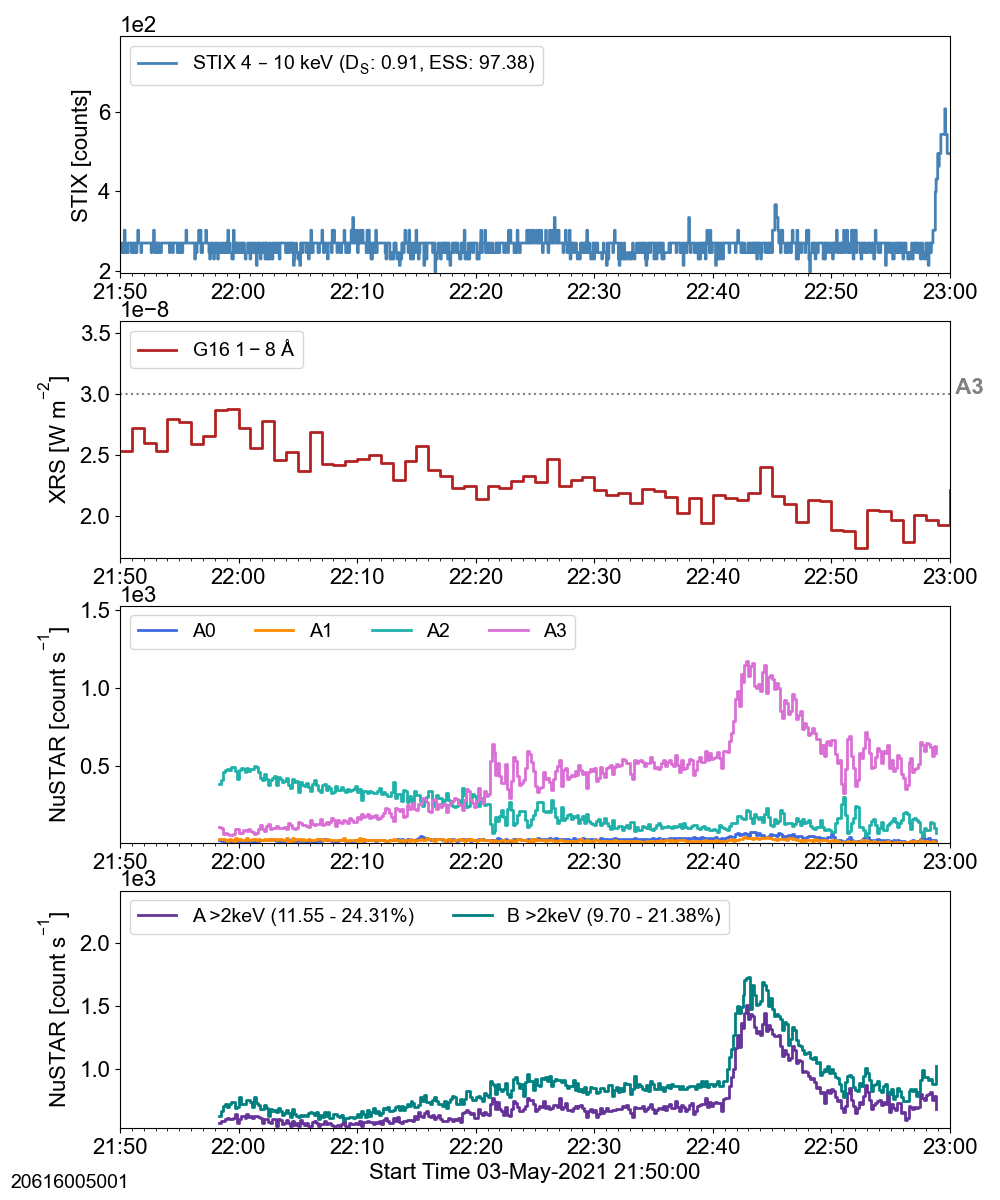 1e2
STIX 4 – 10 keV (D_S: 0.91, ESS: 97.38)
STIX [counts]
6
4
2
21:50 22:00 22:10 22:20 22:30 22:40 22:50 23:00
1e−8
G16 1 – 8 Å
XRS [W m⁻²]
3.5
3.0
2.5
2.0
A3
21:50 22:00 22:10 22:20 22:30 22:40 22:50 23:00
1e3
A0 A1 A2 A3
NuSTAR [count s⁻¹]
1.5
1.0
0.5
21:50 22:00 22:10 22:20 22:30 22:40 22:50 23:00
1e3
A >2keV (11.55 - 24.31%) B >2keV (9.70 - 21.38%)
NuSTAR [count s⁻¹]
2.0
1.5
1.0
21:50 22:00 22:10 22:20 22:30 22:40 22:50 23:00
Start Time 03-May-2021 21:50:00
20616005001